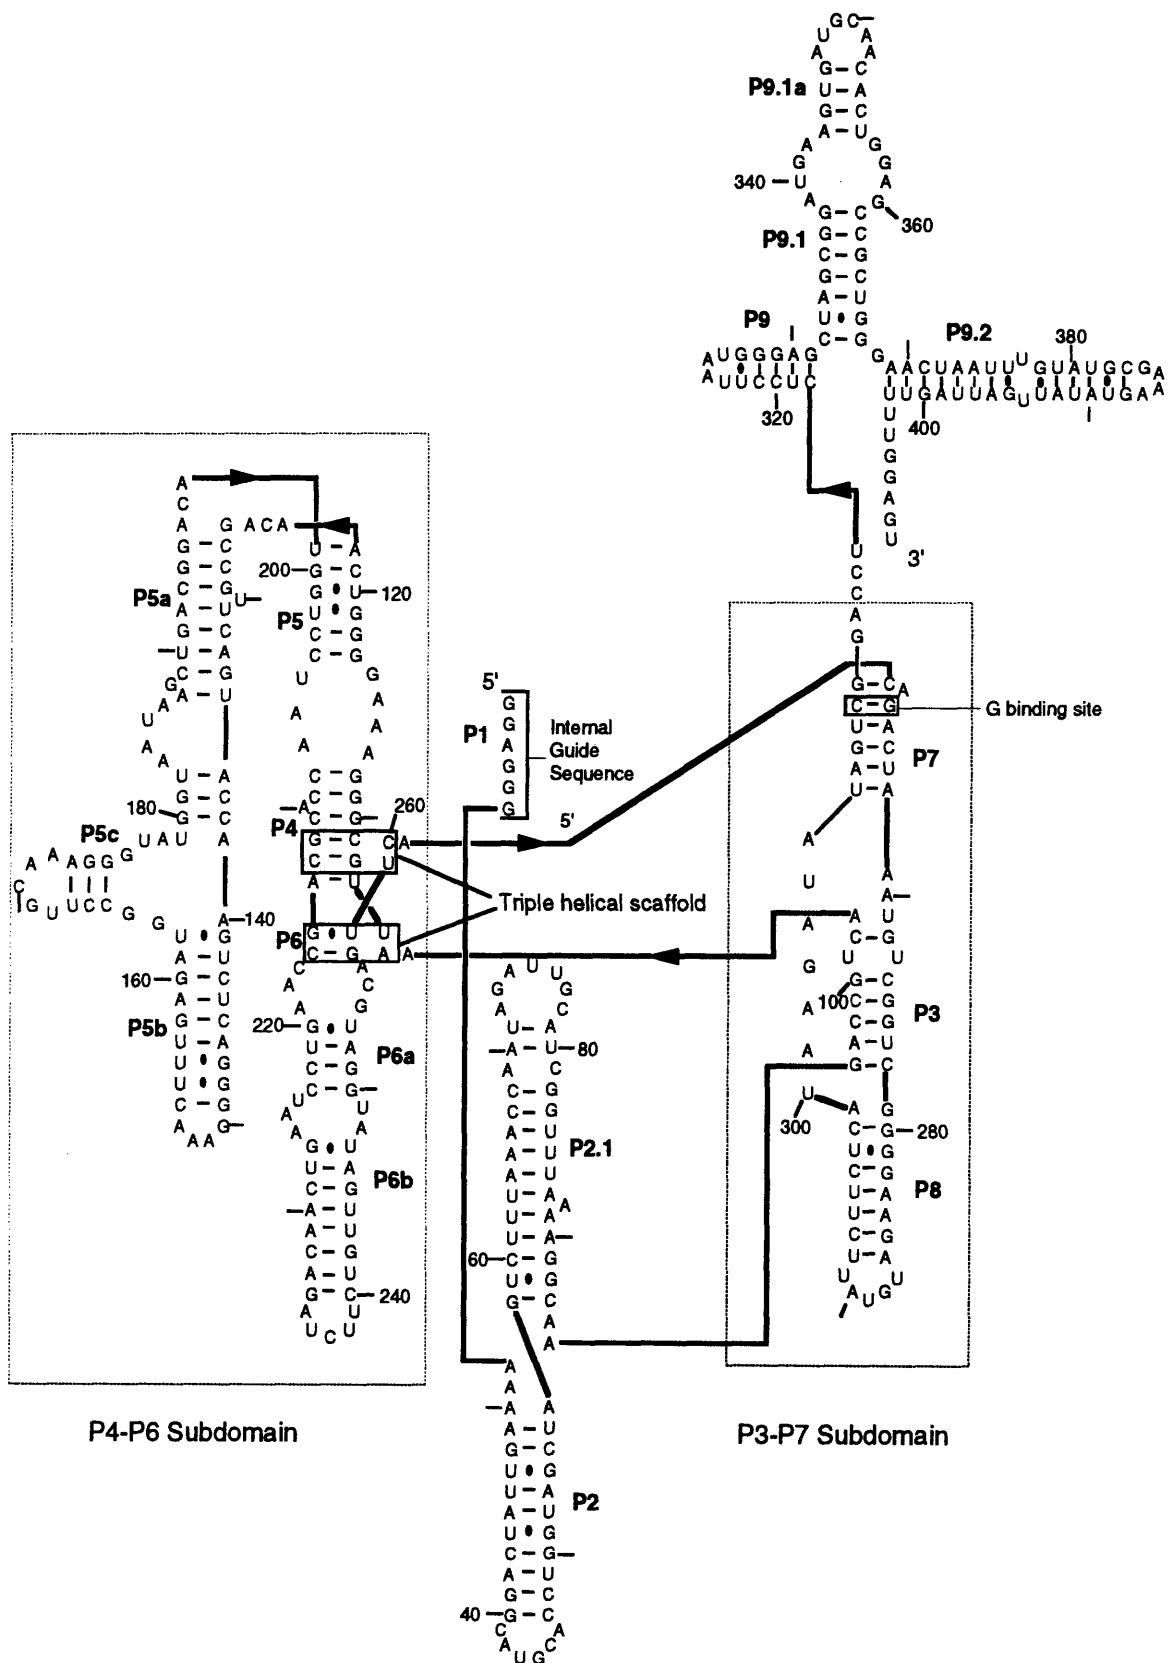 U G C A A
A A
G C
P9.1a
U A
G C
A U
A G
G G
340
U A
A G
360
G C
P9.1
G C
C G
G C
A U
U G
C G
P9
A U G G G A G
A U U C C U C
320
G
P9.2
380
A A C U A A U U U G U A U G C G A
U U G A U U A G U U A U A U G A A
400
U
U
G
G
A
G
U
3'
U
C
C
A
G
A
C
A G A C A
G C
G C
C G
P5a
A U U
G C
U A
C G
A U
G
A
U
A
A
U A
G C
G C
180
U A
U G A C U
200
G C
G U
120
U G
P5
C G
C G
U G
A A
A A
A A
C G
C G
A
C G
P4
G C C A
260
C G U
A U
P5c
A A A G G G U A U
C G U U C C G G
A
140
U G
A U
160
G C
A U
P5b
G C
U A
U G
U G
C G
A A A G
P6
G U U
C G A A
C A
A C
A G
220
G U
U A
P6a
C G
C G
U U
A A
A U
G A
U G
P6b
C U
A G
A U
C G
A U
G C
240
A U
U C U
P4-P6 Subdomain
5'
G
G
P1
A
G
G
G
Internal
Guide
Sequence
5'
Triple helical scaffold
A U U
G G
A C
U A
A U
80
A C
C G
C G
A U
P2.1
A U
A U
U A A
U A
U A
60
C G
U G
G C
A
A
A
A
A A
A U
G C
U G
U A
A U
P2
U G
C G
A U
G C
40
G C
C A
A C
U G
G C
C A
G binding site
C G
U A
G C
P7
A U
U A
A
U
A
G
A
A
A
U
300
A
A
A U
C G
U U
G C
100
C G
P3
C G
A U
G C
A G
C G
280
U G
C A
P8
U A
U G
C A
U U
A U G
P3-P7 Subdomain